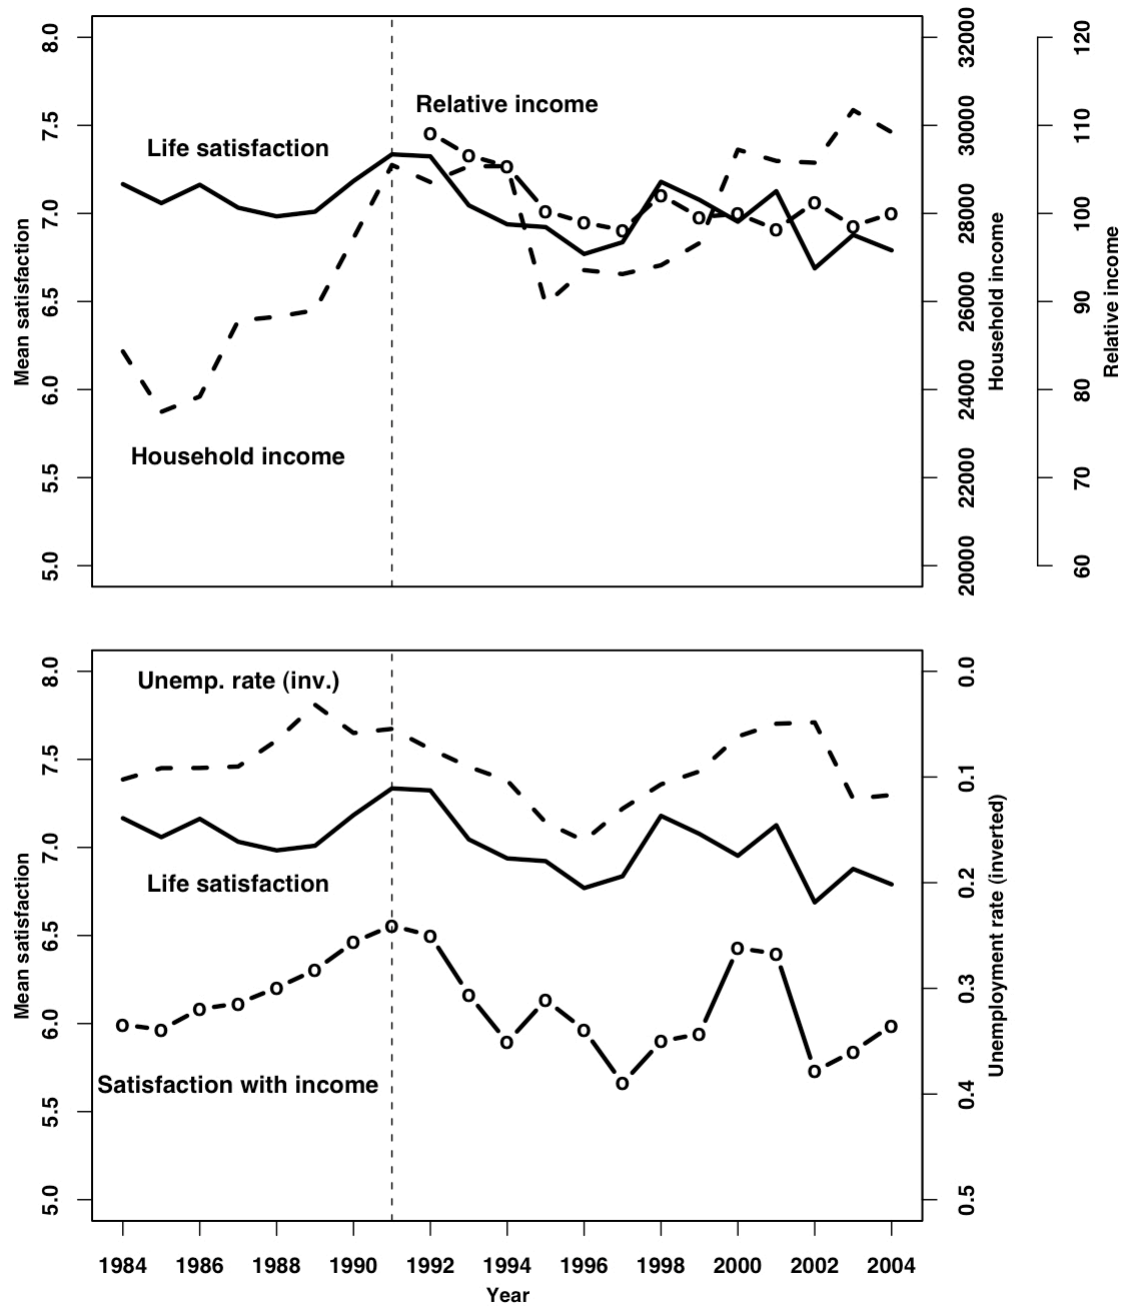 8.0
7.5
7.0
6.5
6.0
5.5
5.0
Mean satisfaction
Relative income
Life satisfaction
Household income
32000
30000
28000
26000
24000
22000
20000
Household income
120
110
100
90
80
70
60
Relative income
8.0
7.5
7.0
6.5
6.0
5.5
5.0
Mean satisfaction
Unemp. rate (inv.)
Life satisfaction
Satisfaction with income
0.0
0.1
0.2
0.3
0.4
0.5
Unemployment rate (inverted)
1984 1986 1988 1990 1992 1994 1996 1998 2000 2002 2004
Year